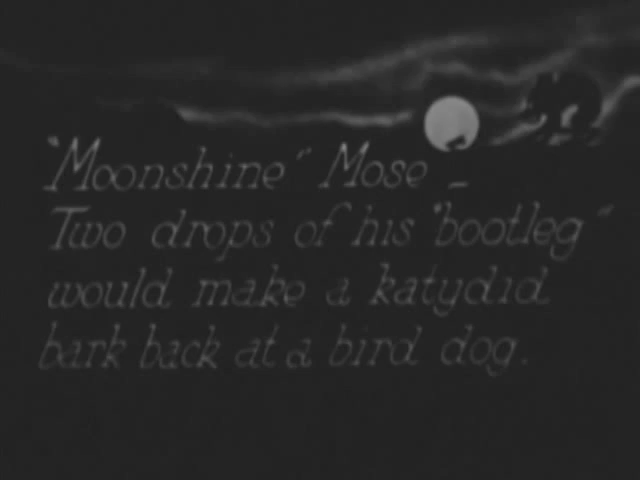 "Moonshine" Mose –
Two drops of his "bootleg"
would make a katydid
bark back at a bird dog.